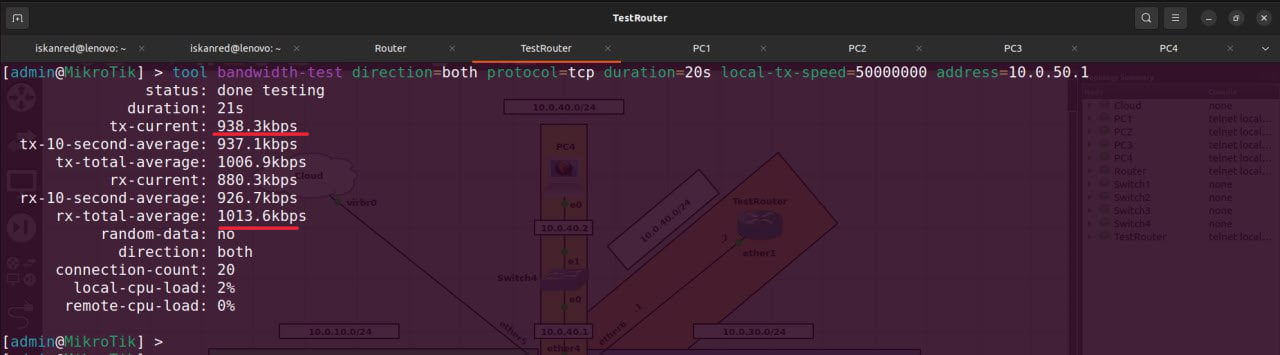 TestRouter
iskanred@lenovo: ~ × iskanred@lenovo: ~ × Router × TestRouter × PC1 × PC2 × PC3 × PC4 ×
[admin@MikroTik] > tool bandwidth-test direction=both protocol=tcp duration=20s local-tx-speed=50000000 address=10.0.50.1
status: done testing
duration: 21s
tx-current: 938.3kbps
tx-10-second-average: 937.1kbps
tx-total-average: 1006.9kbps
rx-current: 880.3kbps
rx-10-second-average: 926.7kbps
rx-total-average: 1013.6kbps
random-data: no
direction: both
connection-count: 20
local-cpu-load: 2%
remote-cpu-load: 0%
[admin@MikroTik] >
10.0.40.0/24
PC4
Cloud
virbr0
e0
10.0.40.2
e1
Switch4
e0
10.0.40.1
ether4
ether5
10.0.40.0/24
TestRouter
ether1
.1
ether6
10.0.10.0/24
10.0.30.0/24
Topology Summary
Node Console
Cloud none
PC1 telnet local...
PC2 telnet local...
PC3 telnet local...
PC4 telnet local...
Router telnet local...
Switch1 none
Switch2 none
Switch3 none
Switch4 none
TestRouter telnet local...